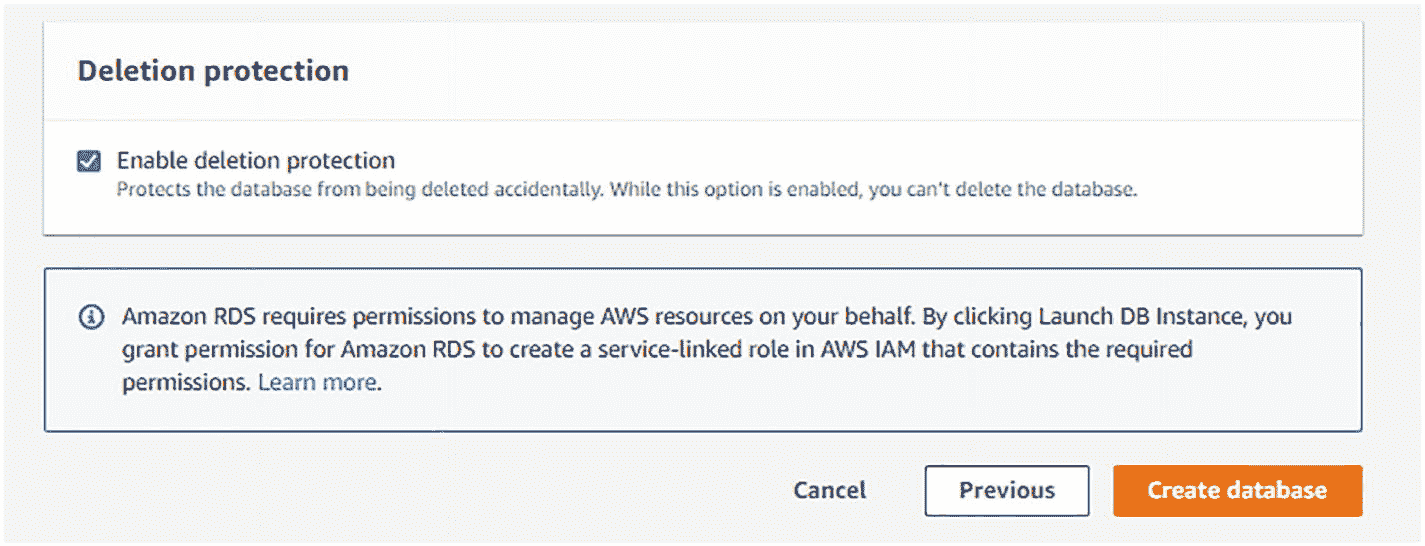 Deletion protection
Enable deletion protection
Protects the database from being deleted accidentally. While this option is enabled, you can't delete the database.
Amazon RDS requires permissions to manage AWS resources on your behalf. By clicking Launch DB Instance, you
grant permission for Amazon RDS to create a service-linked role in AWS IAM that contains the required
permissions. Learn more.
Cancel
Previous
Create database